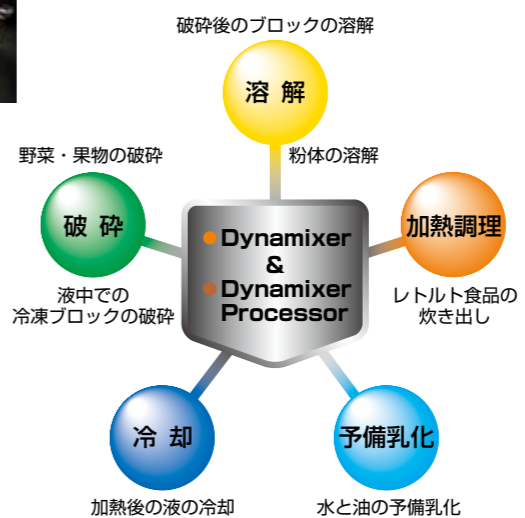 破砕後のブロックの溶解
溶 解
粉体の溶解
野菜・果物の破砕
破 砕
液中での
冷凍ブロックの破砕
Dynamixer
&
Dynamixer
Processor
加熱調理
レトルト食品の
炊き出し
冷 却
加熱後の液の冷却
予備乳化
水と油の予備乳化